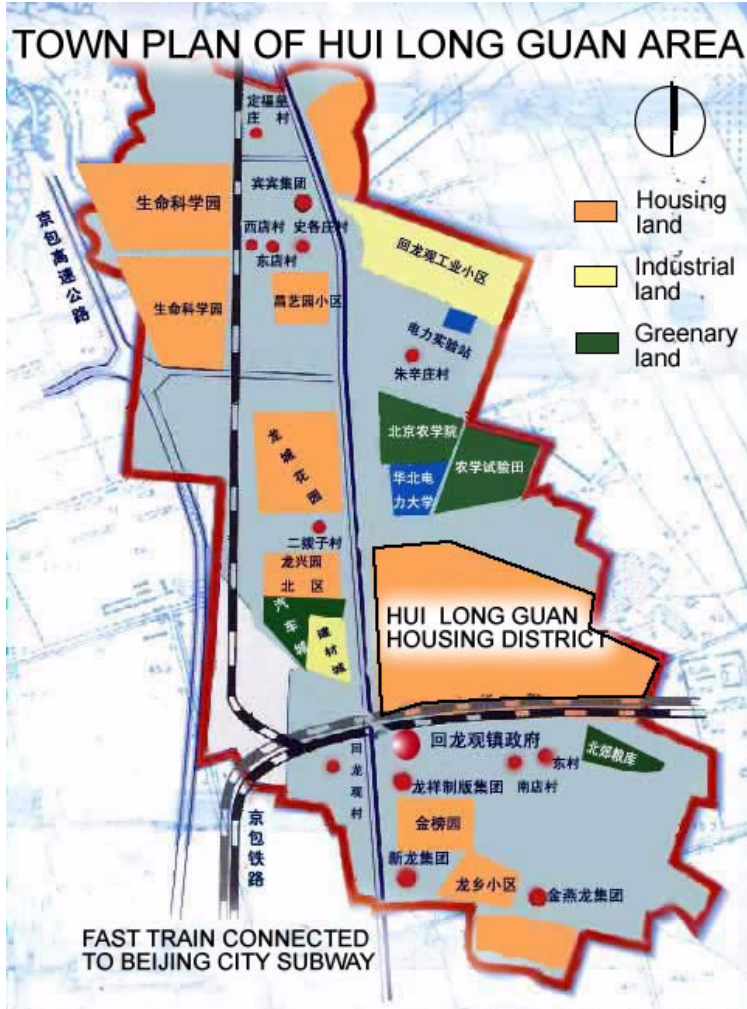 TOWN PLAN OF HUI LONG GUAN AREA
定福皇
庄 村
宾宾集团
生命科学园
西店村
史各庄村
东店村
回龙观工业小区
Housing
land
Industrial
land
Greenary
land
京包高速公路
生命科学园
昌艺园小区
电力实验站
朱辛庄村
龙城花园
北京农学院
农学试验田
华北电
力大学
二拨子村
龙兴园
北 区
汽车城
建材城
HUI LONG GUAN
HOUSING DISTRICT
回龙观镇政府
回龙观村
东村
南店村
北郊粮库
龙祥制版集团
金榜园
京包铁路
新龙集团
龙乡小区
金燕龙集团
FAST TRAIN CONNECTED
TO BEIJING CITY SUBWAY